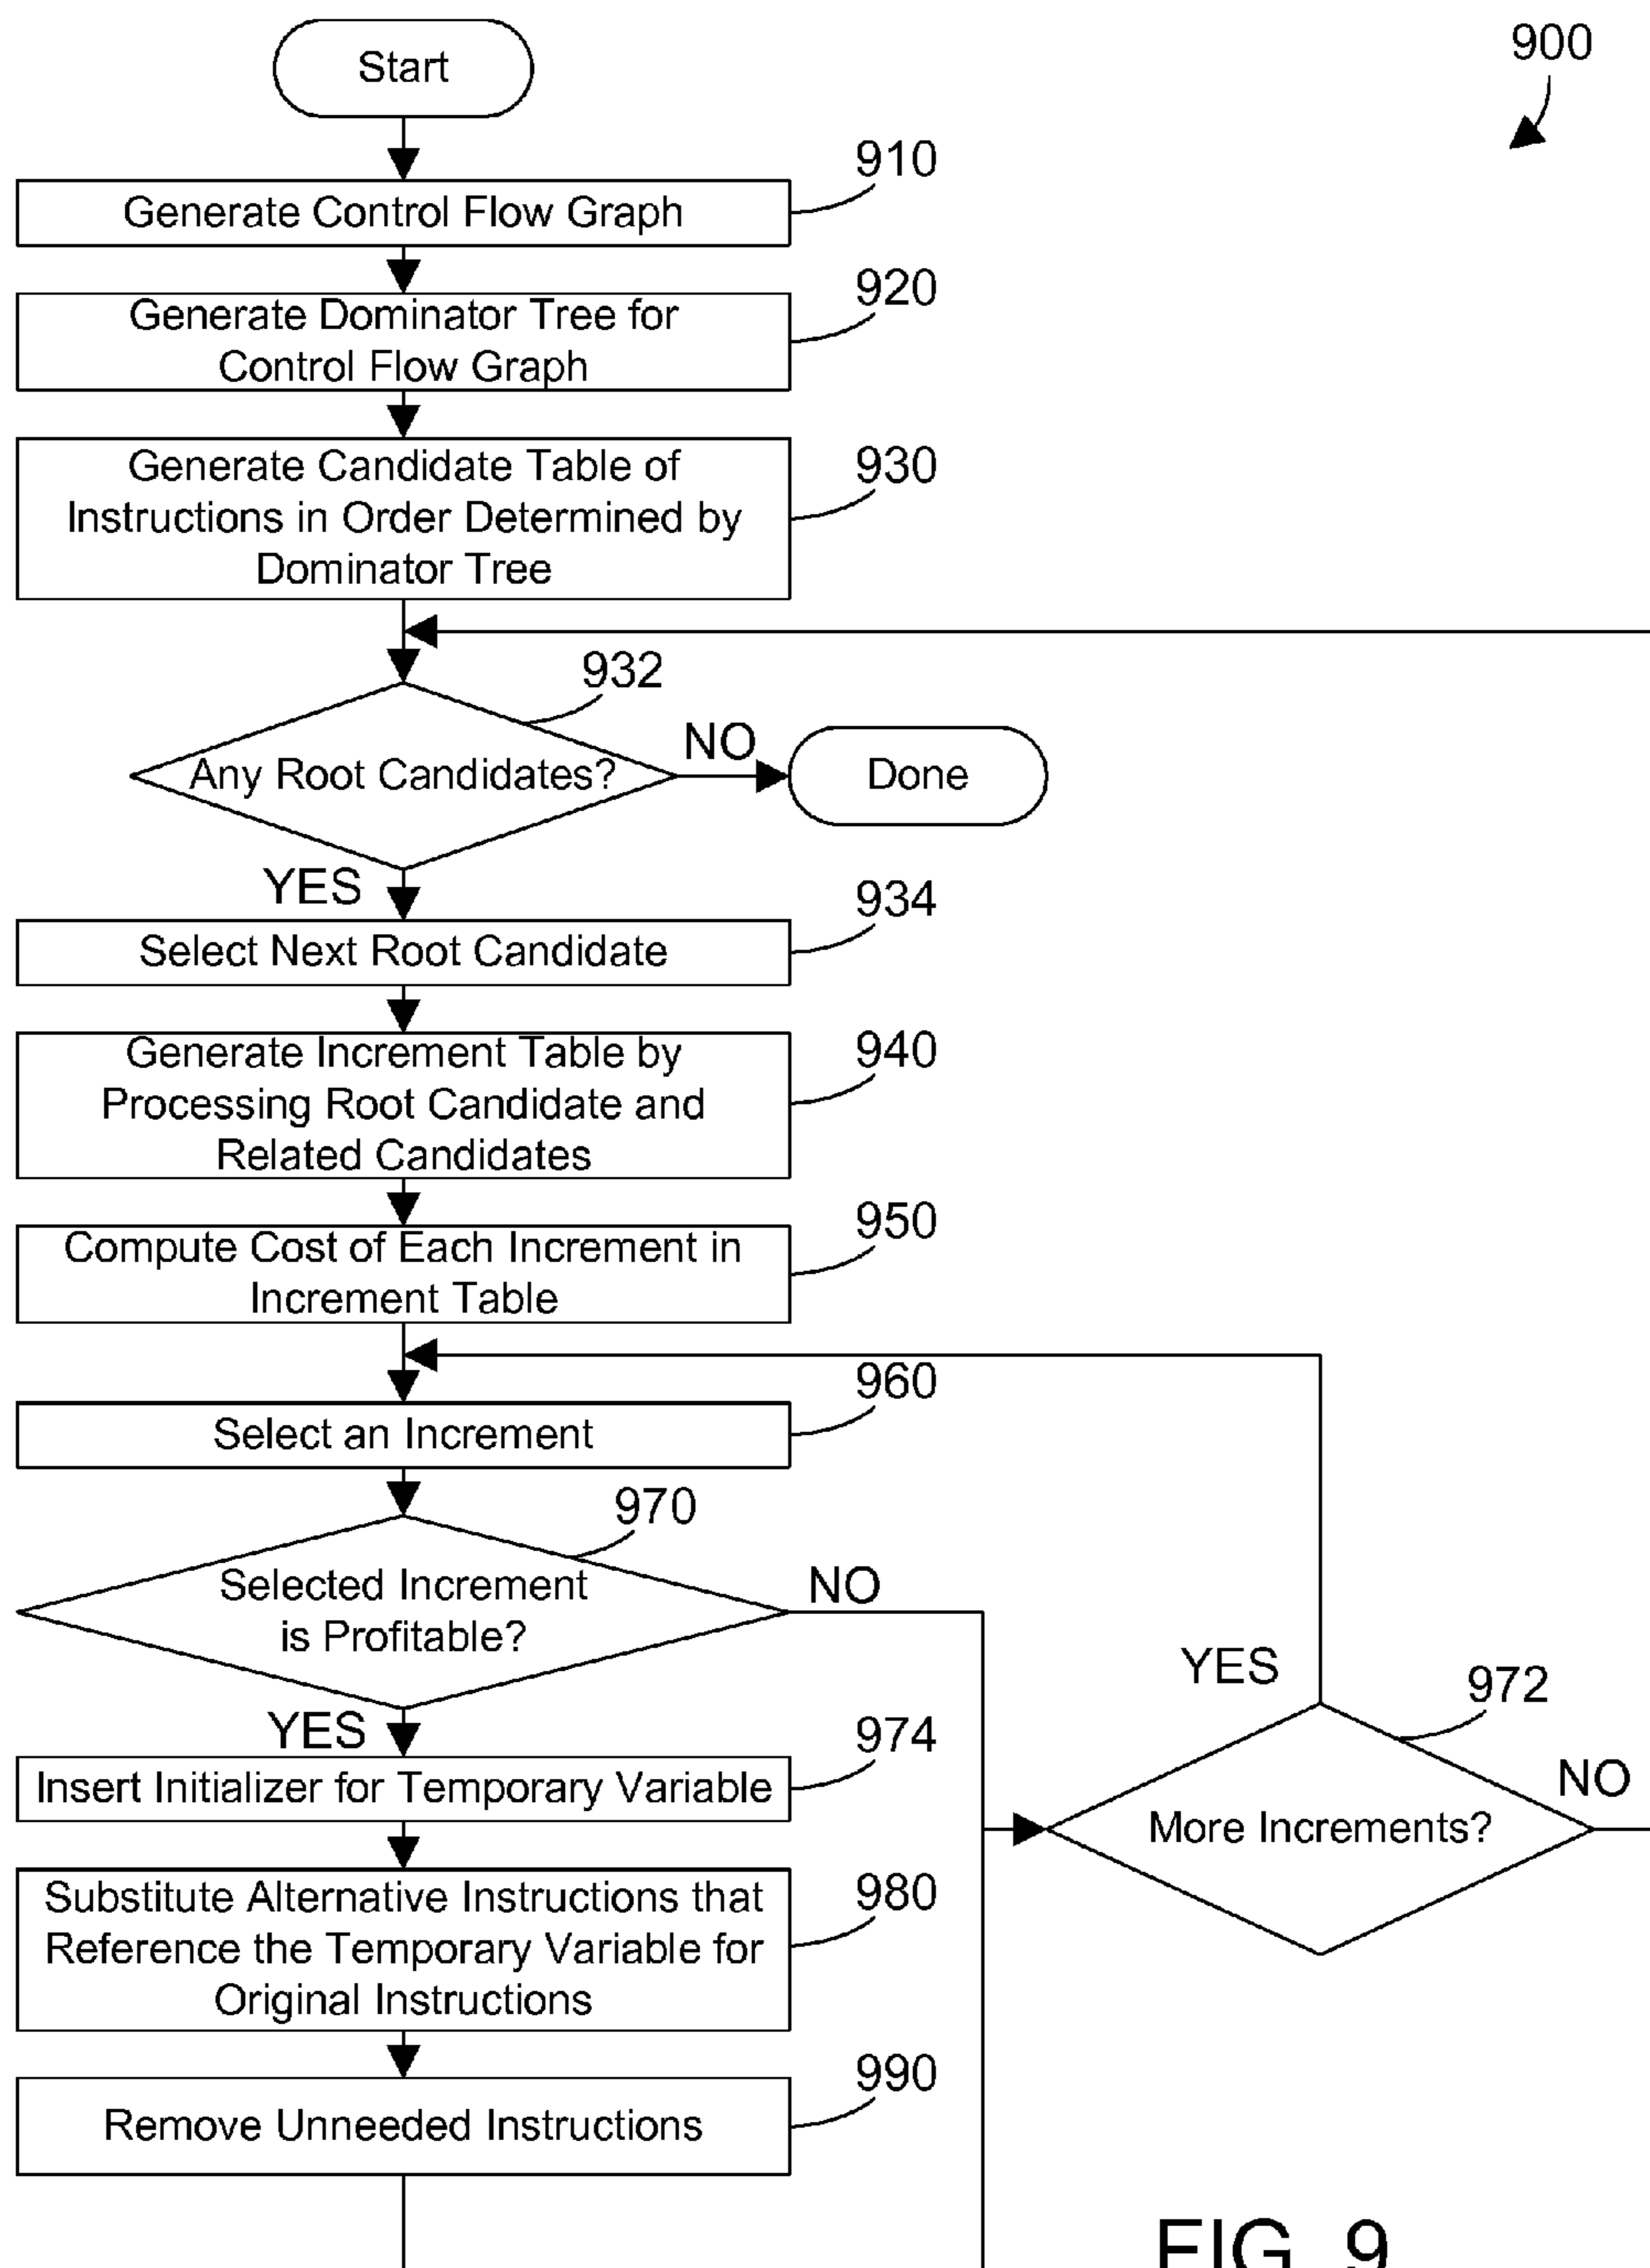 Start
900
910
Generate Control Flow Graph
920
Generate Dominator Tree for
Control Flow Graph
930
Generate Candidate Table of
Instructions in Order Determined by
Dominator Tree
932
Any Root Candidates?
NO
Done
YES
934
Select Next Root Candidate
940
Generate Increment Table by
Processing Root Candidate and
Related Candidates
950
Compute Cost of Each Increment in
Increment Table
960
Select an Increment
970
Selected Increment
is Profitable?
NO
YES
972
More Increments?
NO
YES
974
Insert Initializer for Temporary Variable
980
Substitute Alternative Instructions that
Reference the Temporary Variable for
Original Instructions
990
Remove Unneeded Instructions
FIG. 9